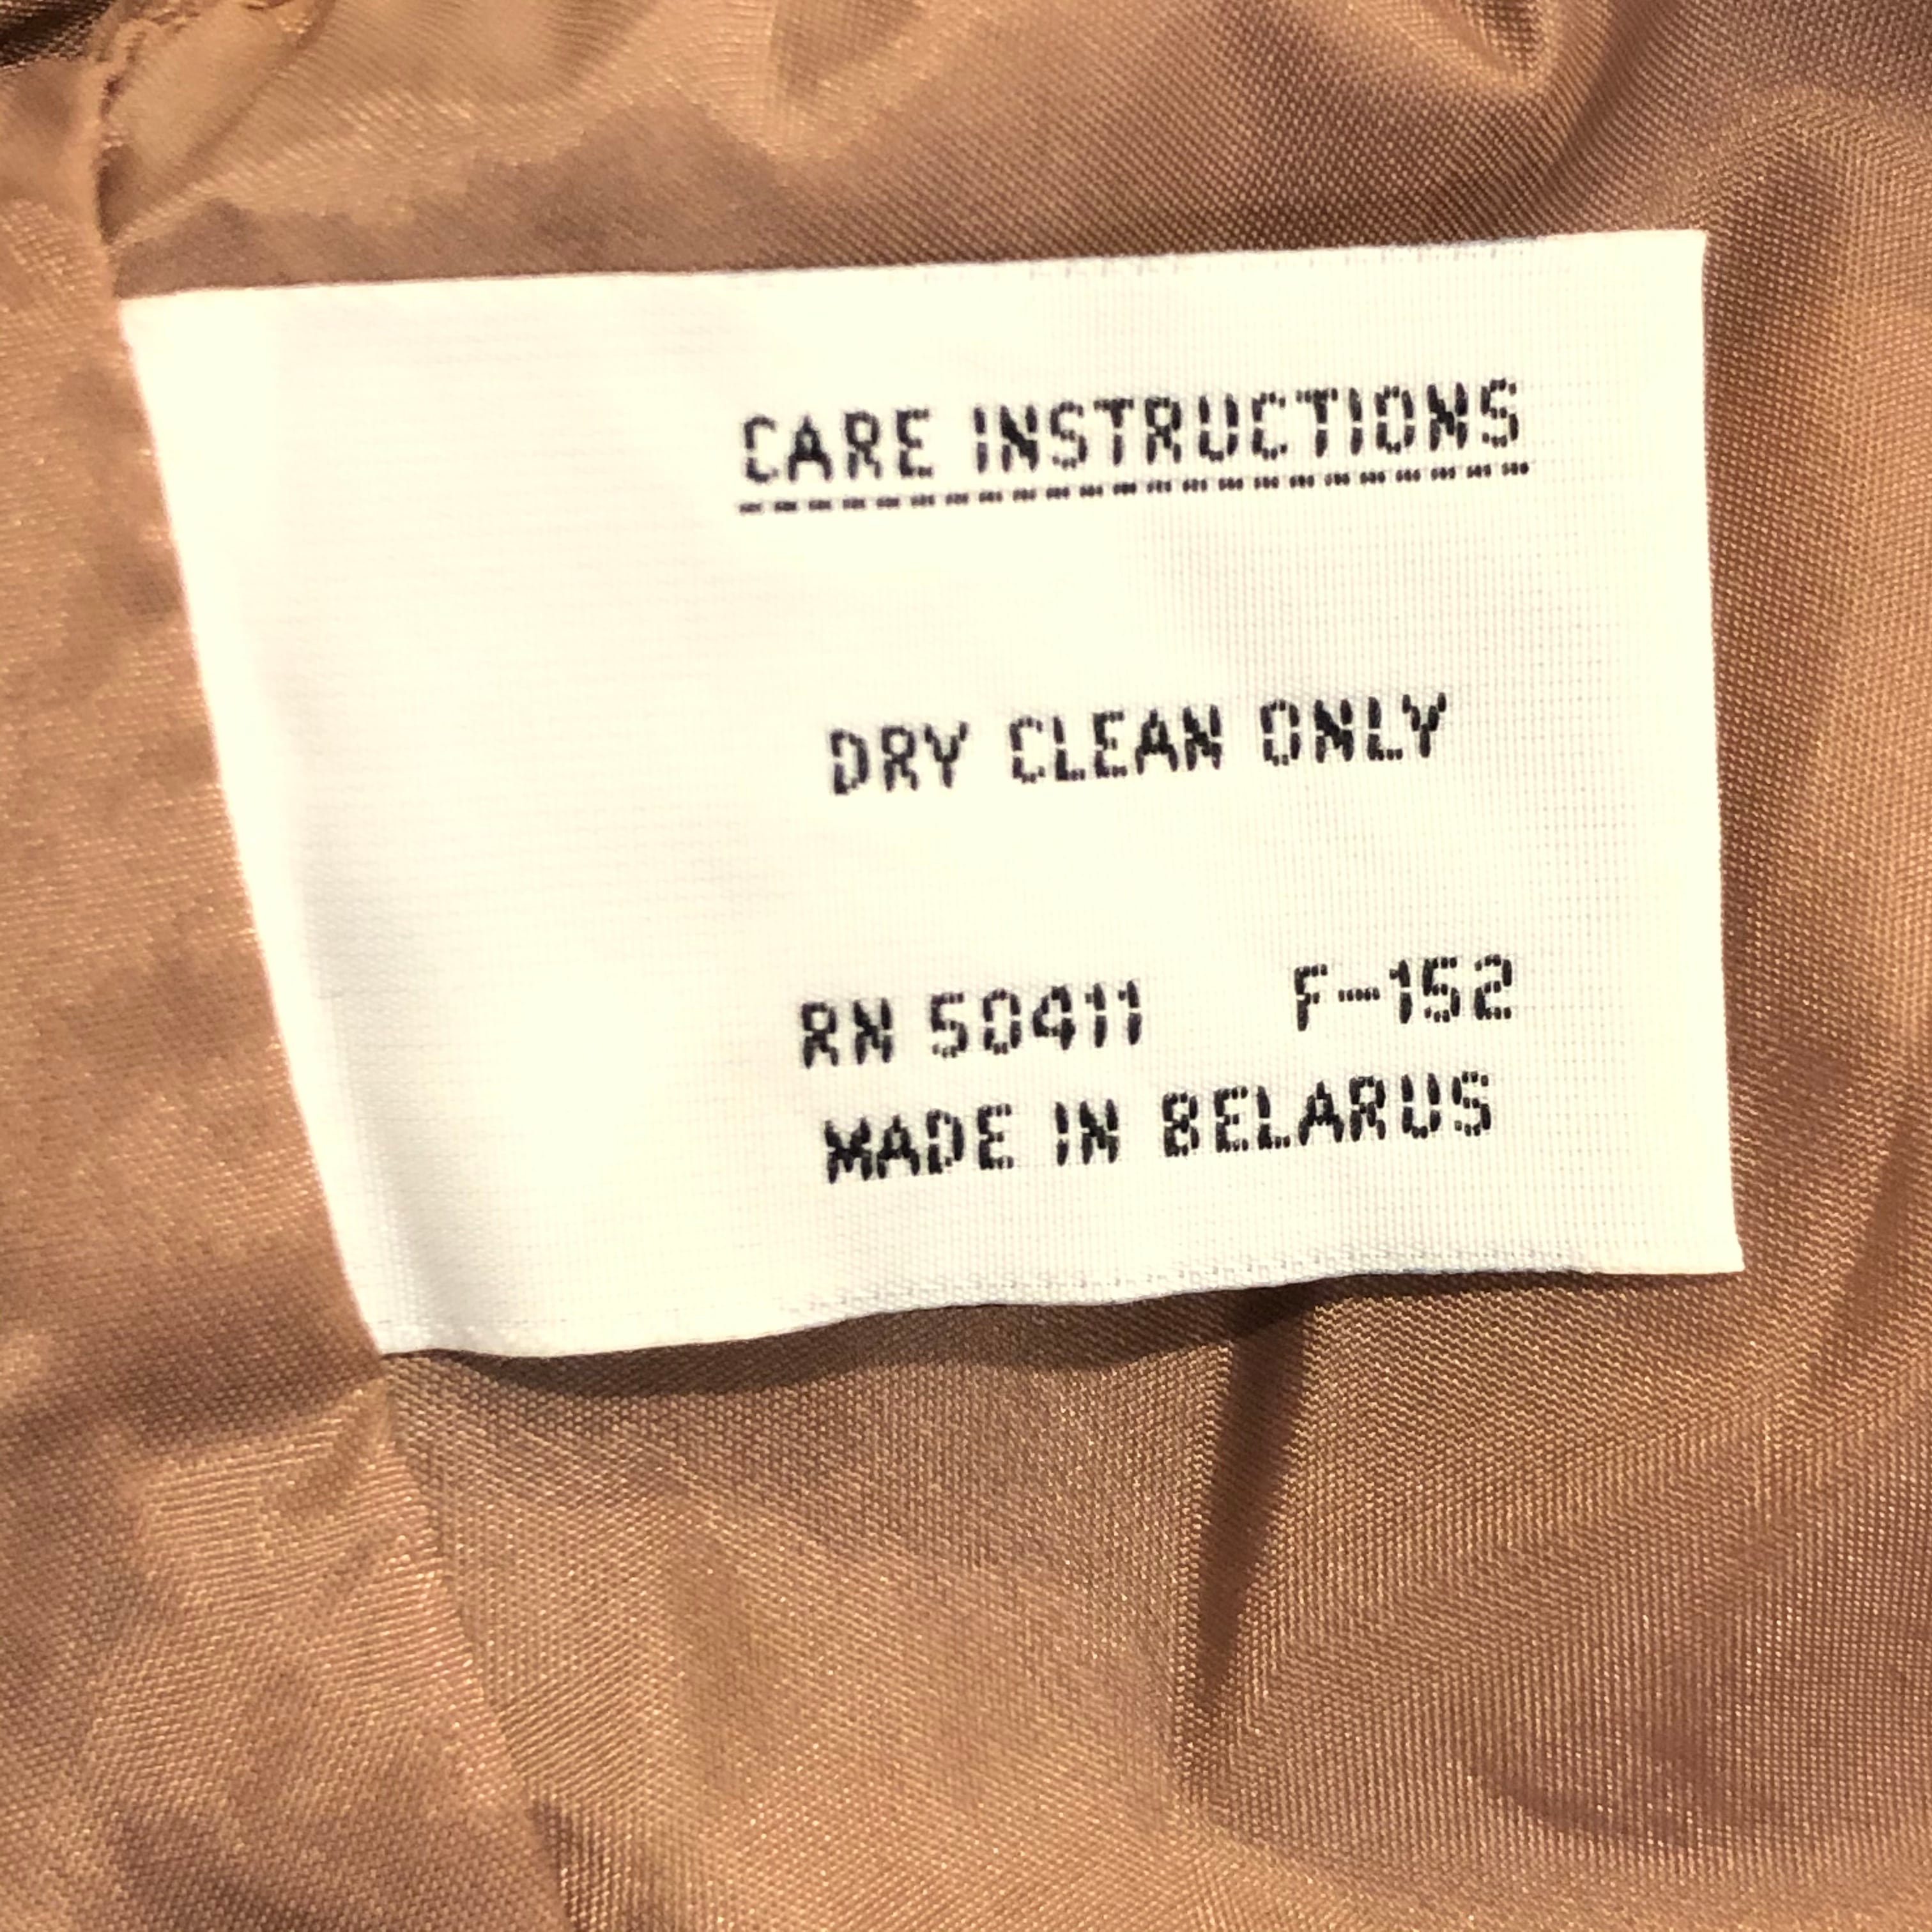 CARE INSTRUCTIONS
DRY CLEAN ONLY
RN 50411 F-152
MADE IN BELARUS